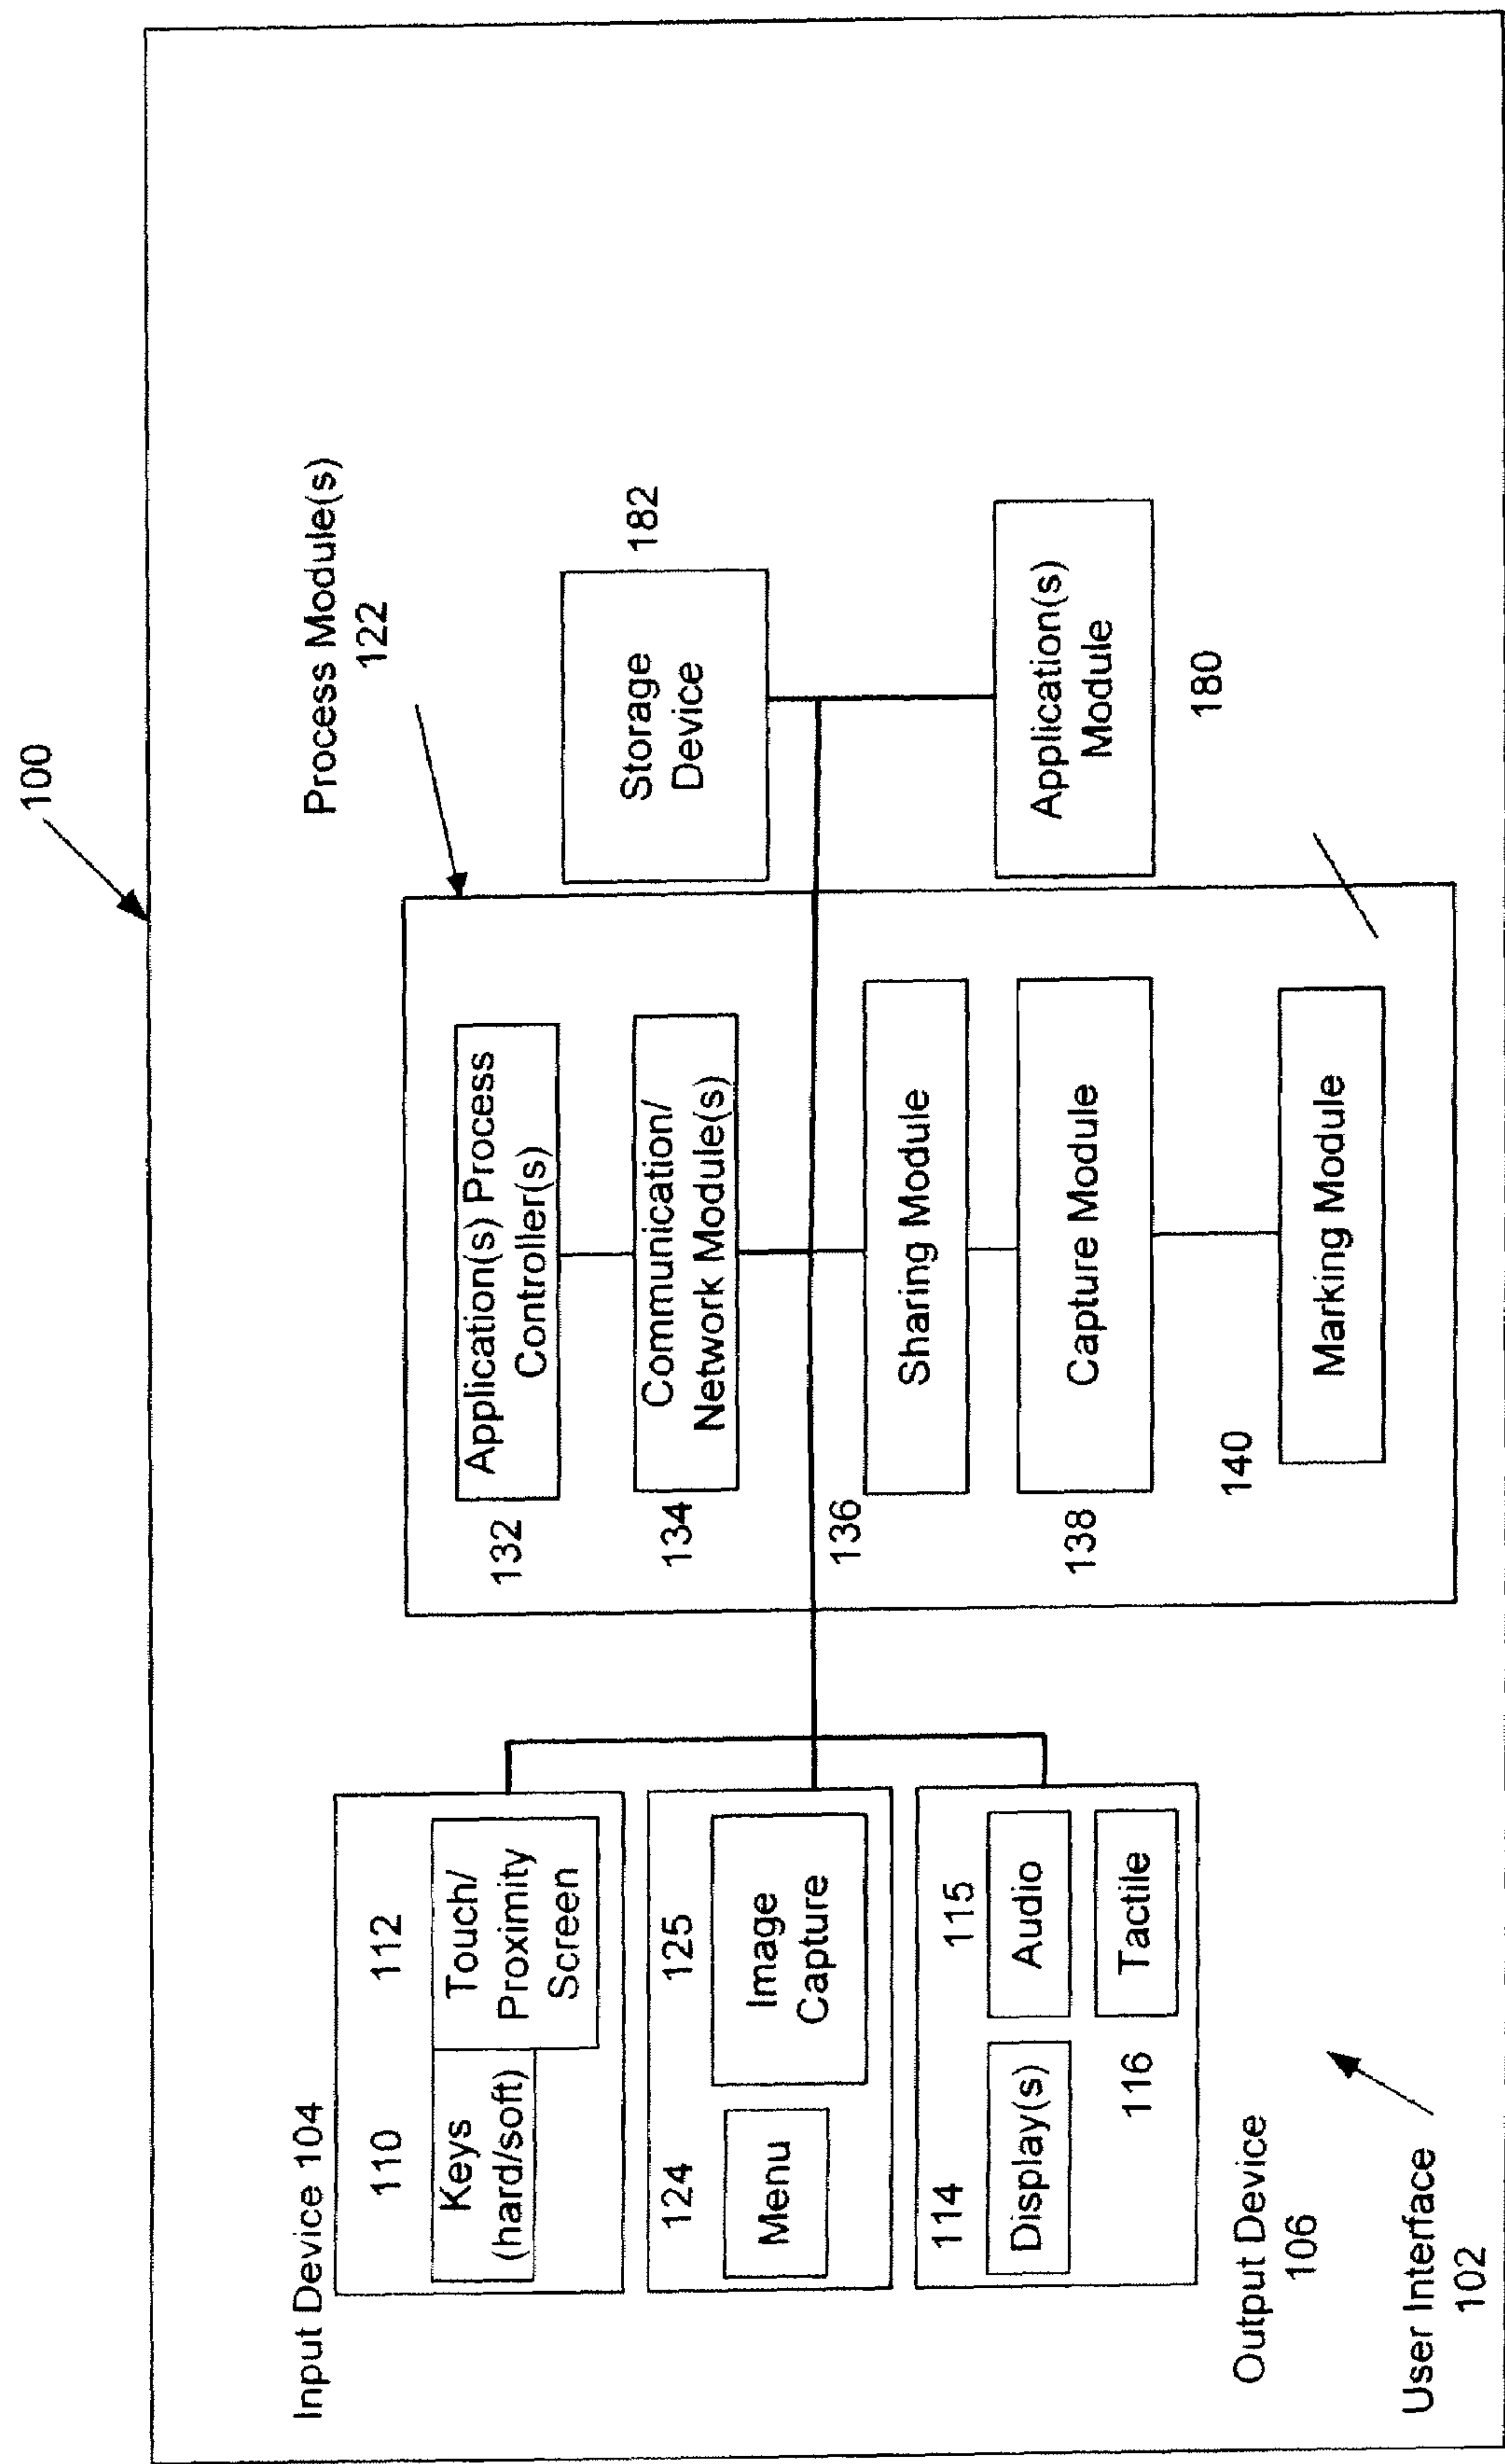 100
Process Module(s)
122
Input Device 104
110
112
Keys
(hard/soft)
Touch/
Proximity
Screen
124
125
Menu
Image
Capture
114
115
Display(s)
Audio
116
Tactile
Output Device
106
User Interface
102
132
Application(s) Process
Controller(s)
134
Communication/
Network Module(s)
136
Sharing Module
138
Capture Module
140
Marking Module
Storage
Device
182
Application(s)
Module
180